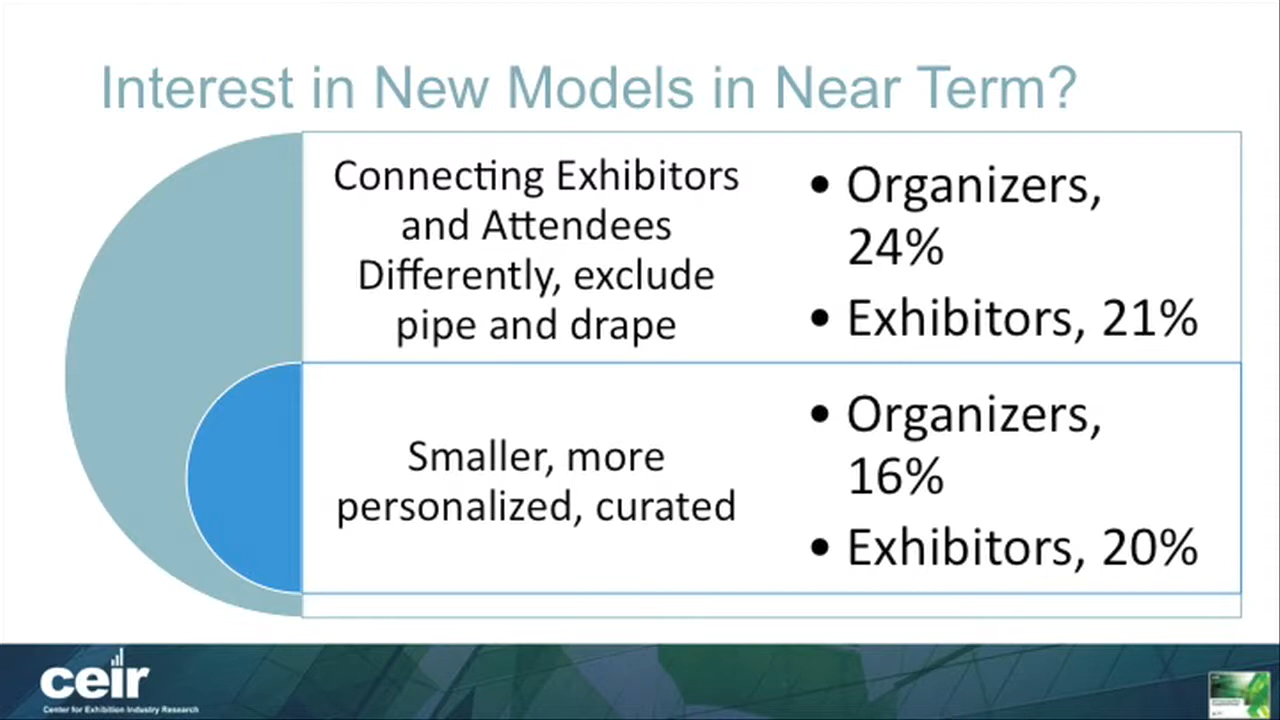 Interest in New Models in Near Term?
Connecting Exhibitors
and Attendees
Differently, exclude
pipe and drape
• Organizers,
24%
• Exhibitors, 21%
Smaller, more
personalized, curated
• Organizers,
16%
• Exhibitors, 20%
ceir
Center for Exhibition Industry Research